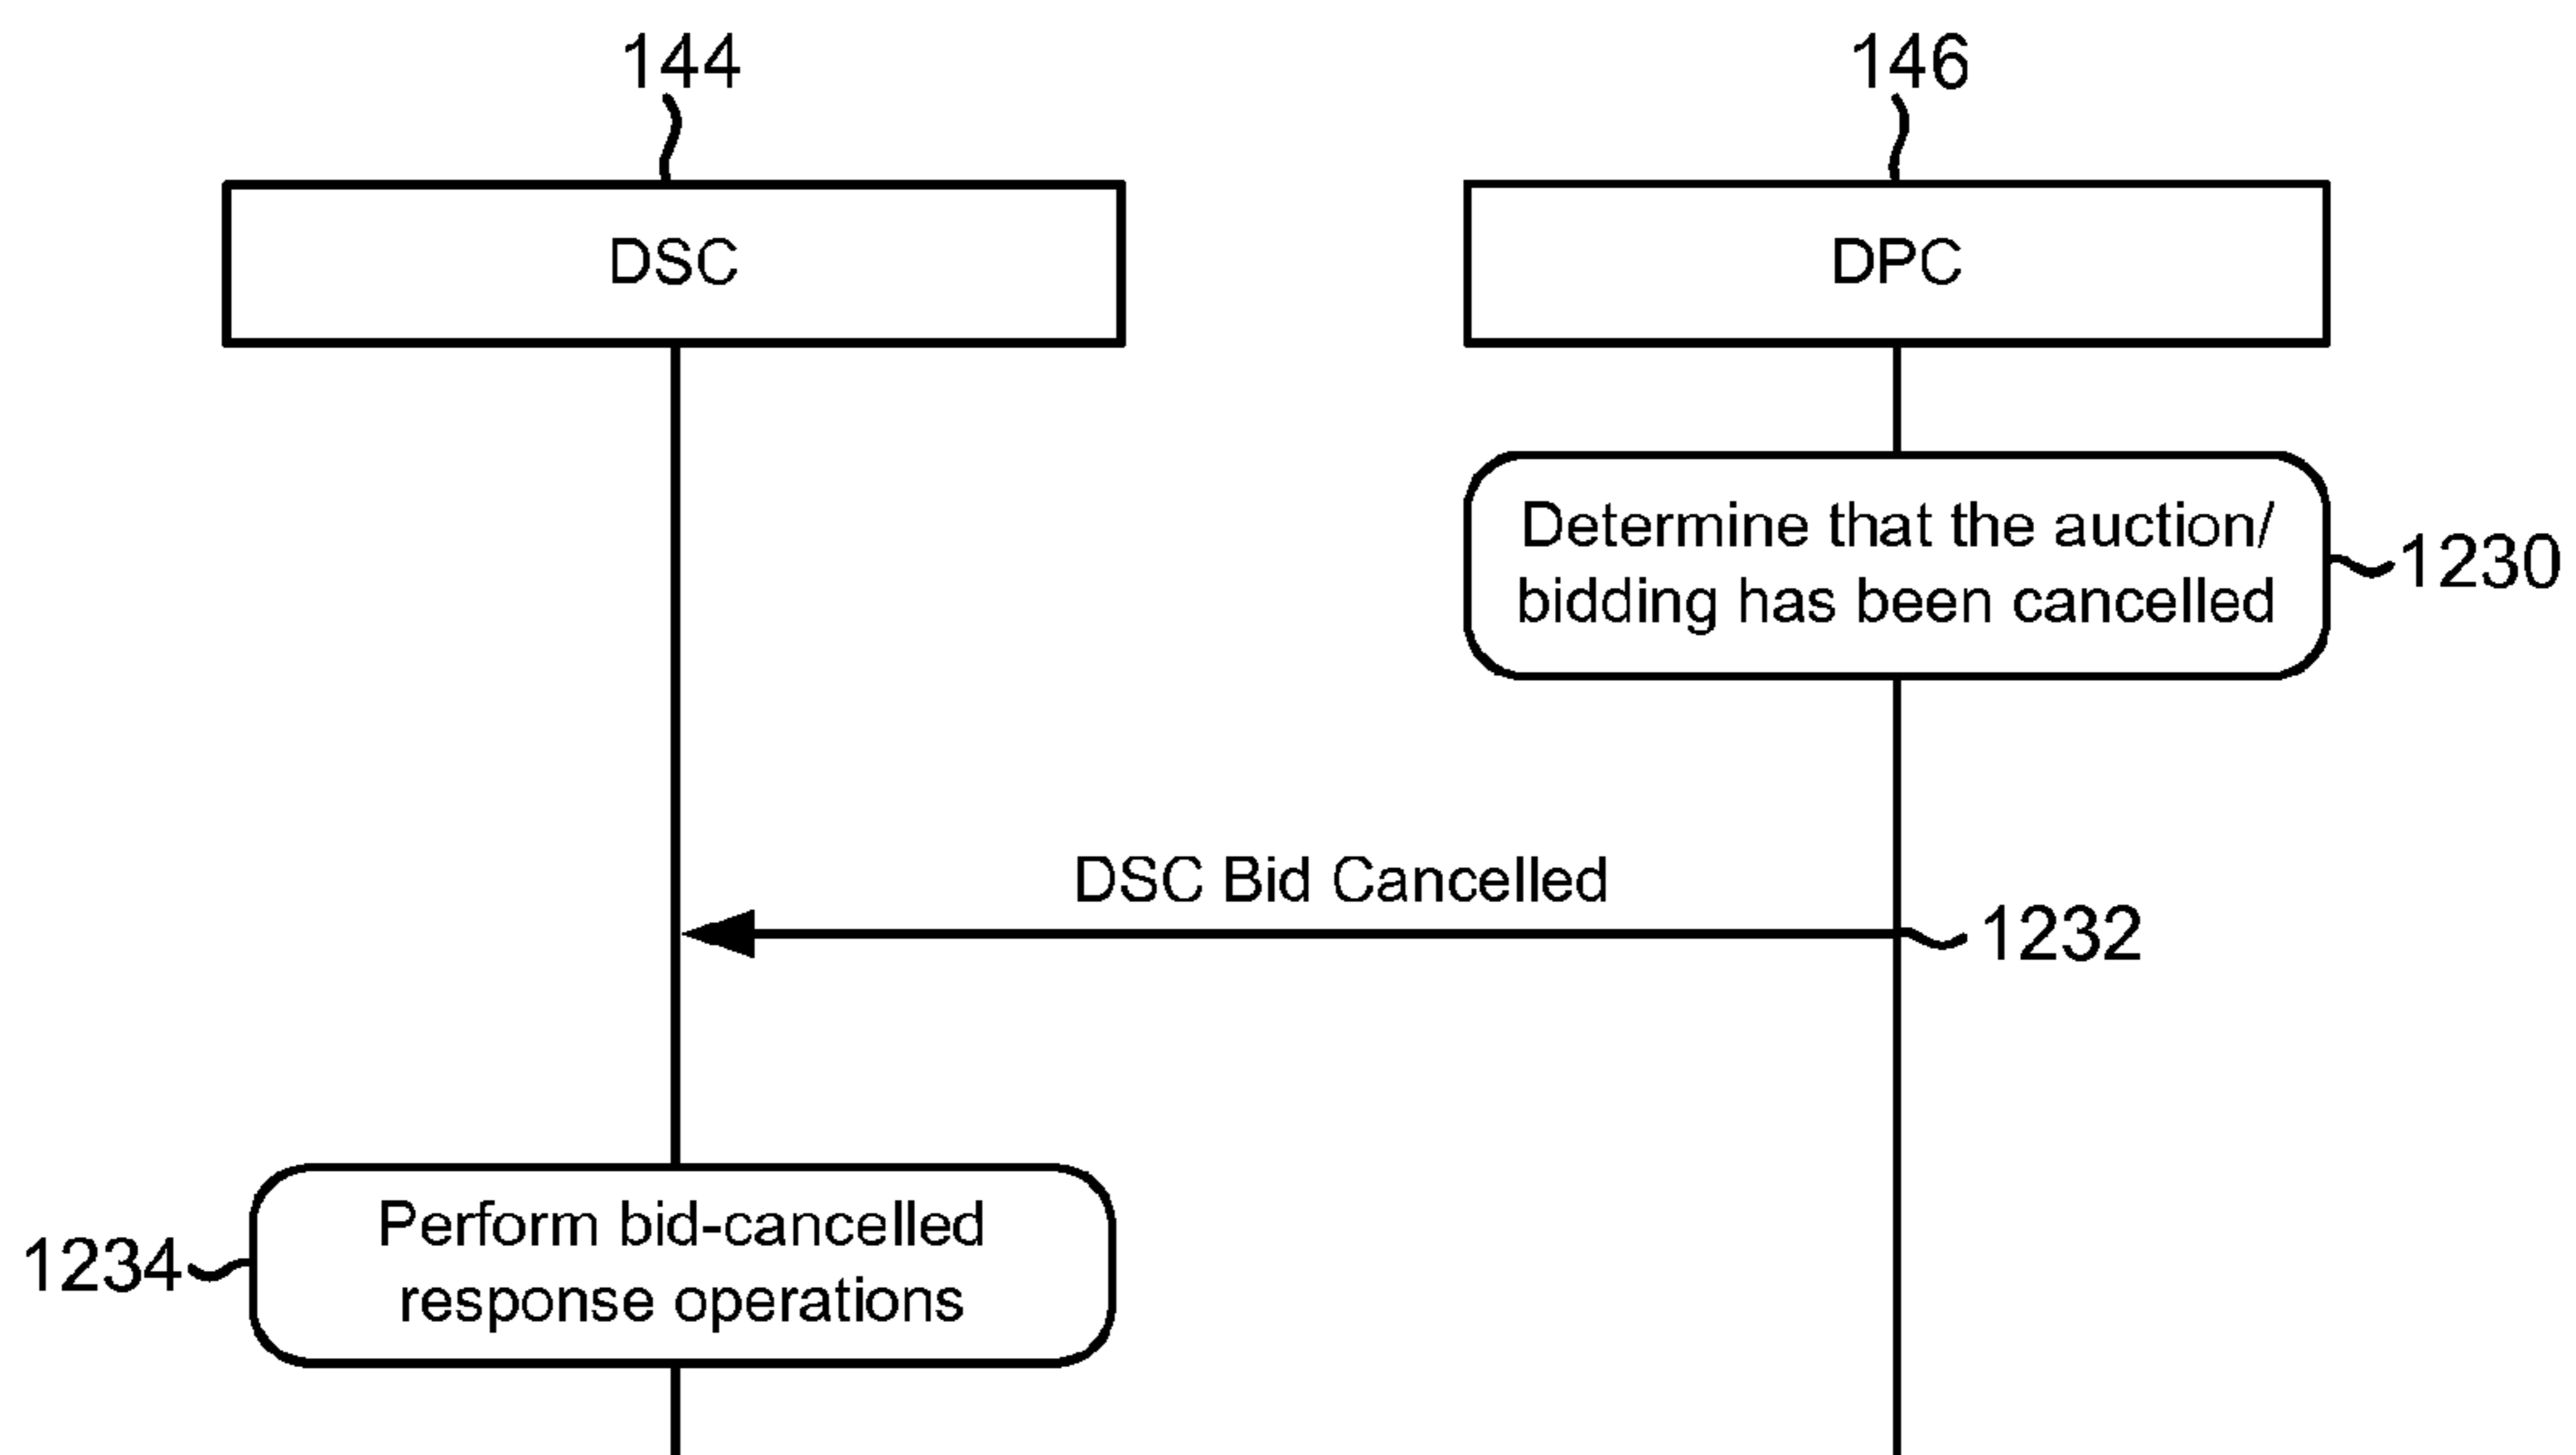 144
146
DSC
DPC
Determine that the auction/
bidding has been cancelled
1230
DSC Bid Cancelled
1232
Perform bid-cancelled
response operations
1234